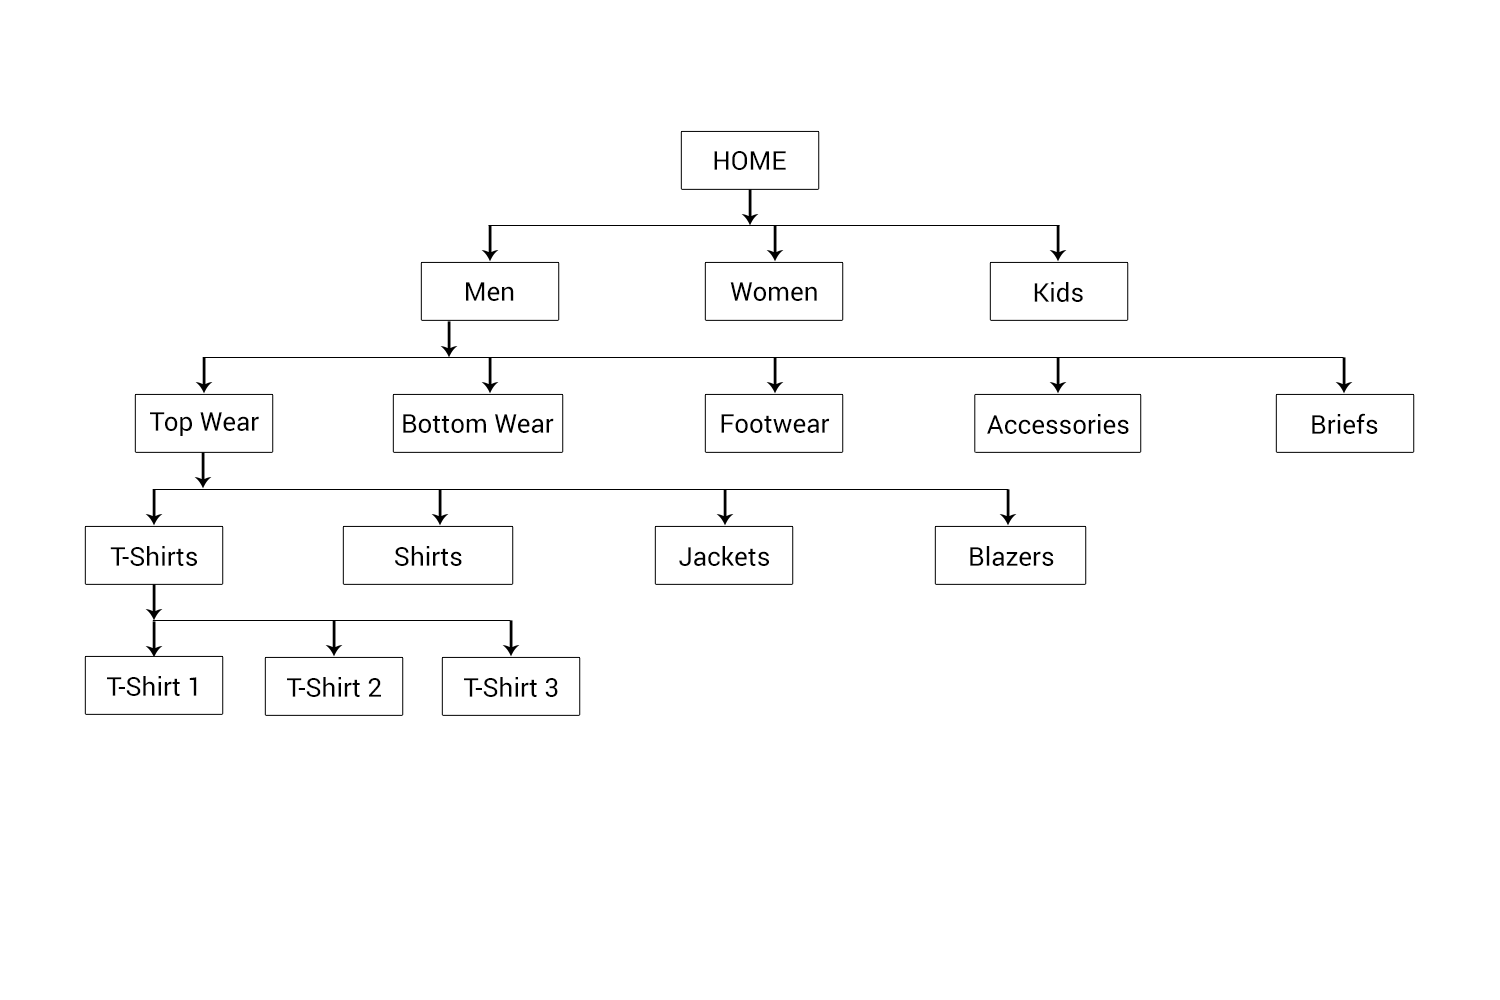 HOME
Men
Women
Kids
Top Wear
Bottom Wear
Footwear
Accessories
Briefs
T-Shirts
Shirts
Jackets
Blazers
T-Shirt 1
T-Shirt 2
T-Shirt 3